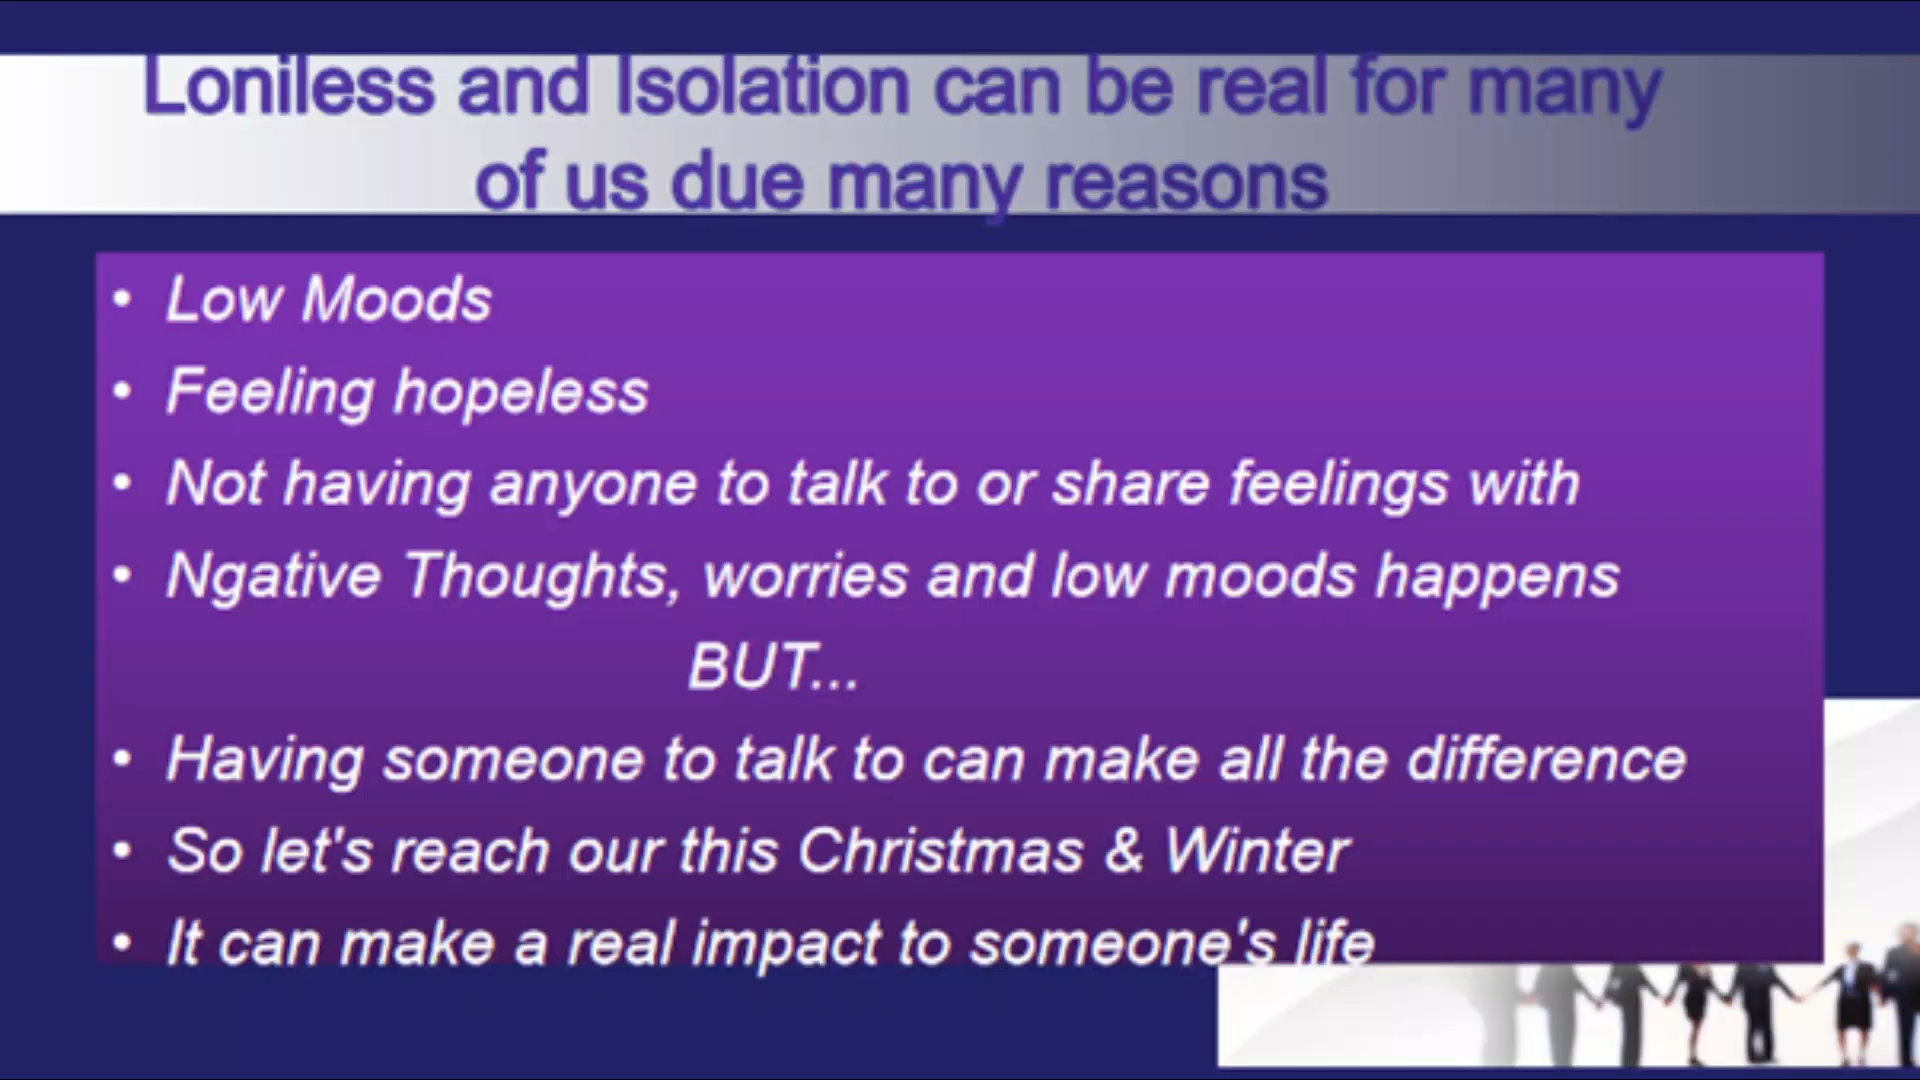 Loniless and Isolation can be real for many
of us due many reasons
• Low Moods
• Feeling hopeless
• Not having anyone to talk to or share feelings with
• Ngative Thoughts, worries and low moods happens
BUT...
• Having someone to talk to can make all the difference
• So let's reach our this Christmas & Winter
• It can make a real impact to someone's life